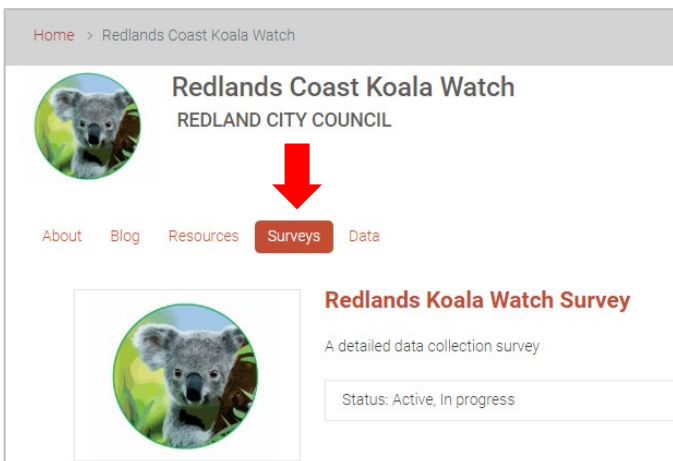 Home > Redlands Coast Koala Watch
Redlands Coast Koala Watch
REDLAND CITY COUNCIL
About Blog Resources Surveys Data
Redlands Koala Watch Survey
A detailed data collection survey
Status: Active, In progress